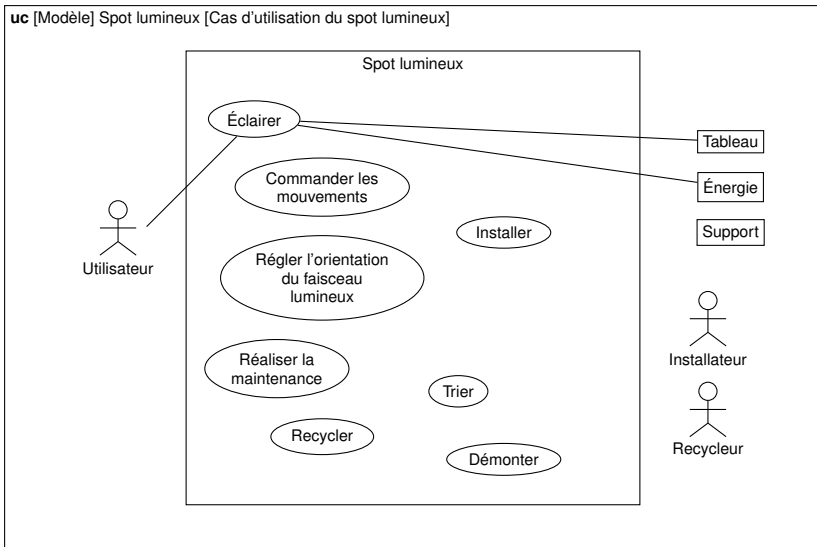 uc [Modèle] Spot lumineux [Cas d’utilisation du spot lumineux]
Spot lumineux
Éclairer
Tableau
Commander les
mouvements
Énergie
Utilisateur
Installer
Support
Régler l’orientation
du faisceau
lumineux
Installateur
Réaliser la
maintenance
Trier
Recycler
Recycleur
Démonter